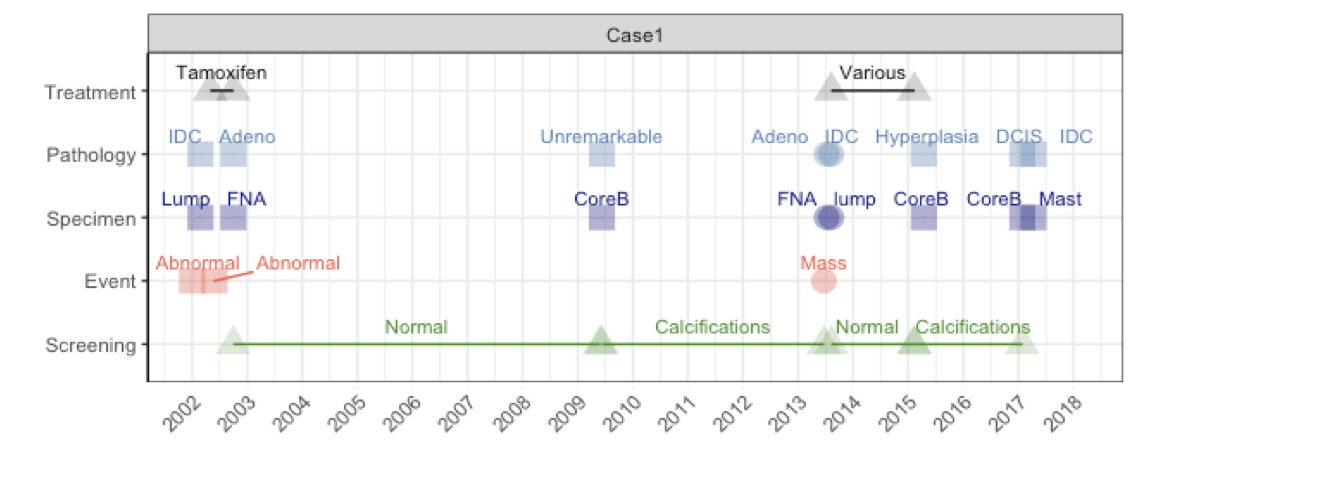 Case1
Treatment Tamoxifen Various
Pathology IDC Adeno Unremarkable Adeno IDC Hyperplasia DCIS IDC
Specimen Lump FNA CoreB FNA lump CoreB CoreB Mast
Event Abnormal Abnormal Mass
Screening Normal Calcifications Normal Calcifications
2002 2003 2004 2005 2006 2007 2008 2009 2010 2011 2012 2013 2014 2015 2016 2017 2018